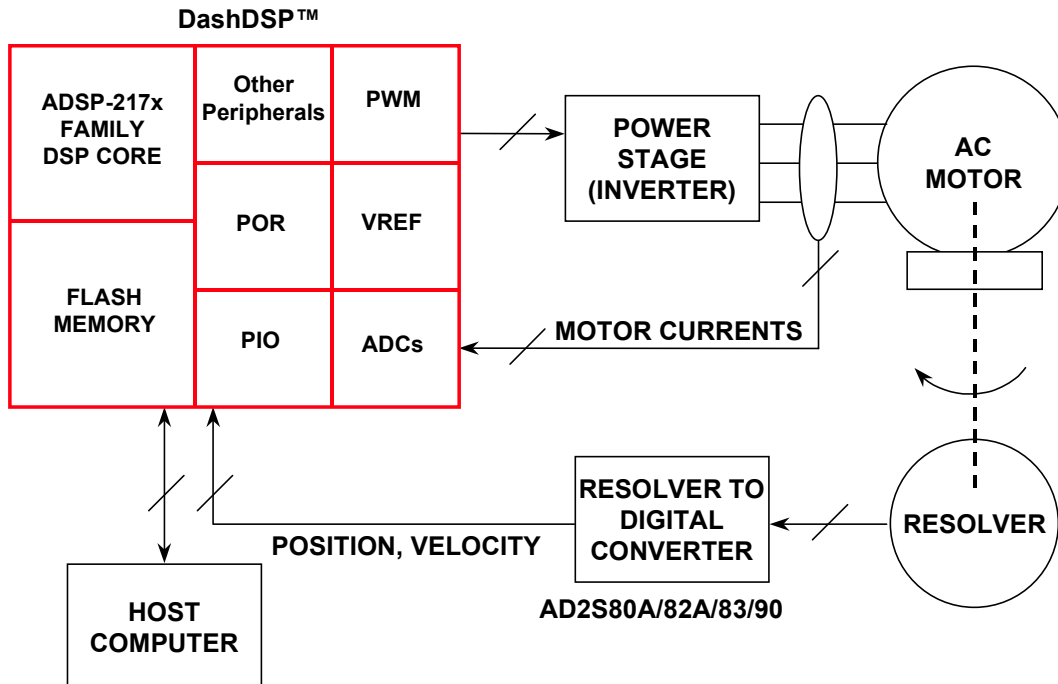 DashDSP™
ADSP-217x
FAMILY
DSP CORE
Other
Peripherals
PWM
POR
VREF
FLASH
MEMORY
PIO
ADCs
POWER
STAGE
(INVERTER)
AC
MOTOR
MOTOR CURRENTS
RESOLVER TO
DIGITAL
CONVERTER
RESOLVER
POSITION, VELOCITY
AD2S80A/82A/83/90
HOST
COMPUTER